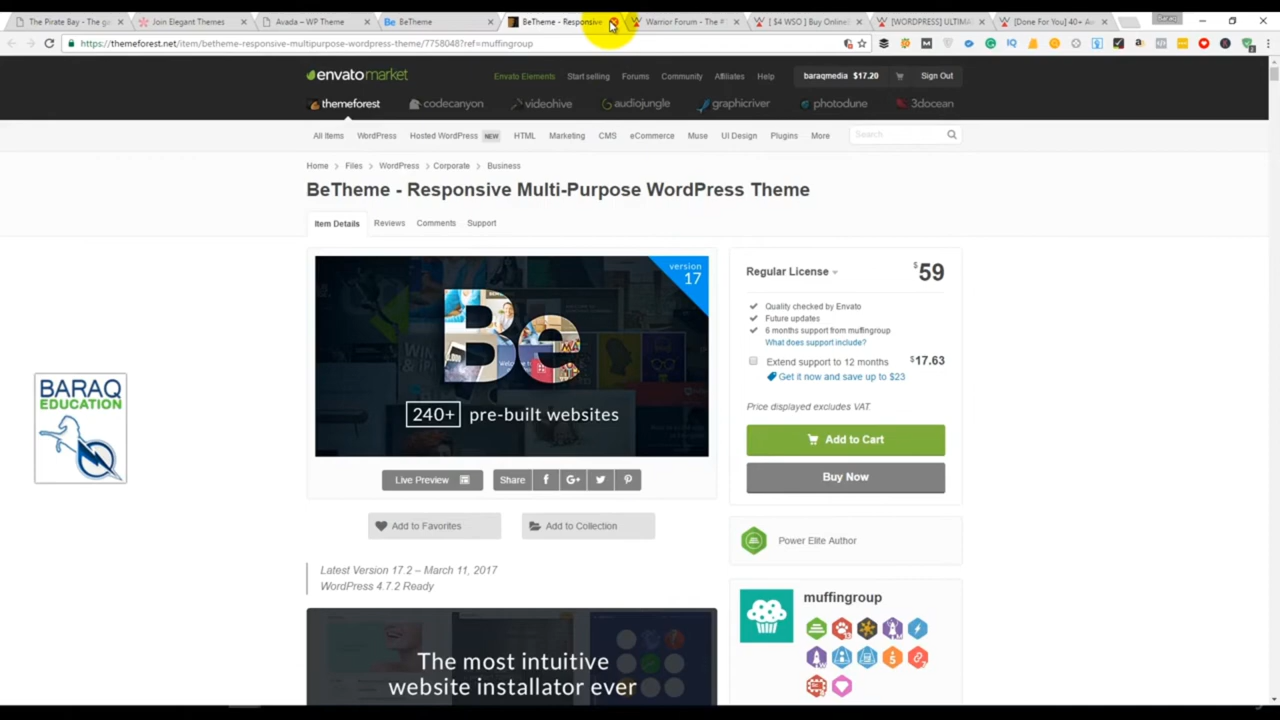 The Pirate Bay - The ga
Join Elegant Themes
Avada – WP Theme
BeTheme
BeTheme - Responsive
Warrior Forum - The #
[ $4 WSO ] Buy Online
[WORDPRESS] ULTIMA
[Done For You] 40+ Aw
Baraq
https://themeforest.net/item/betheme-responsive-multipurpose-wordpress-theme/7758048?ref=muffingroup
envatomarket
Envato Elements Start selling Forums Community Affiliates Help
baraqmedia $17.20
Sign Out
themeforest codecanyon videohive audiojungle graphicriver photodune 3docean
All Items WordPress Hosted WordPress NEW HTML Marketing CMS eCommerce Muse UI Design Plugins More
Search
Home > Files > WordPress > Corporate > Business
BeTheme - Responsive Multi-Purpose WordPress Theme
Item Details Reviews Comments Support
version
17
Be
240+ pre-built websites
Live Preview
Share
Add to Favorites
Add to Collection
Latest Version 17.2 – March 11, 2017
WordPress 4.7.2 Ready
The most intuitive
website installator ever
Regular License
$59
Quality checked by Envato
Future updates
6 months support from muffingroup
What does support include?
Extend support to 12 months $17.63
Get it now and save up to $23
Price displayed excludes VAT.
Add to Cart
Buy Now
Power Elite Author
muffingroup
BARAQ
EDUCATION